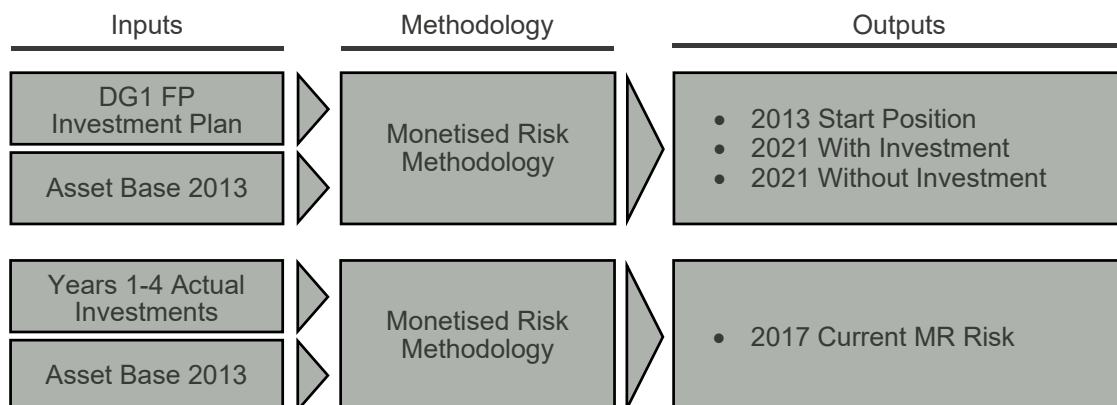 Inputs
Methodology
Outputs
DG1 FP
Investment Plan
Asset Base 2013
Monetised Risk
Methodology
• 2013 Start Position
• 2021 With Investment
• 2021 Without Investment
Years 1-4 Actual
Investments
Asset Base 2013
Monetised Risk
Methodology
• 2017 Current MR Risk